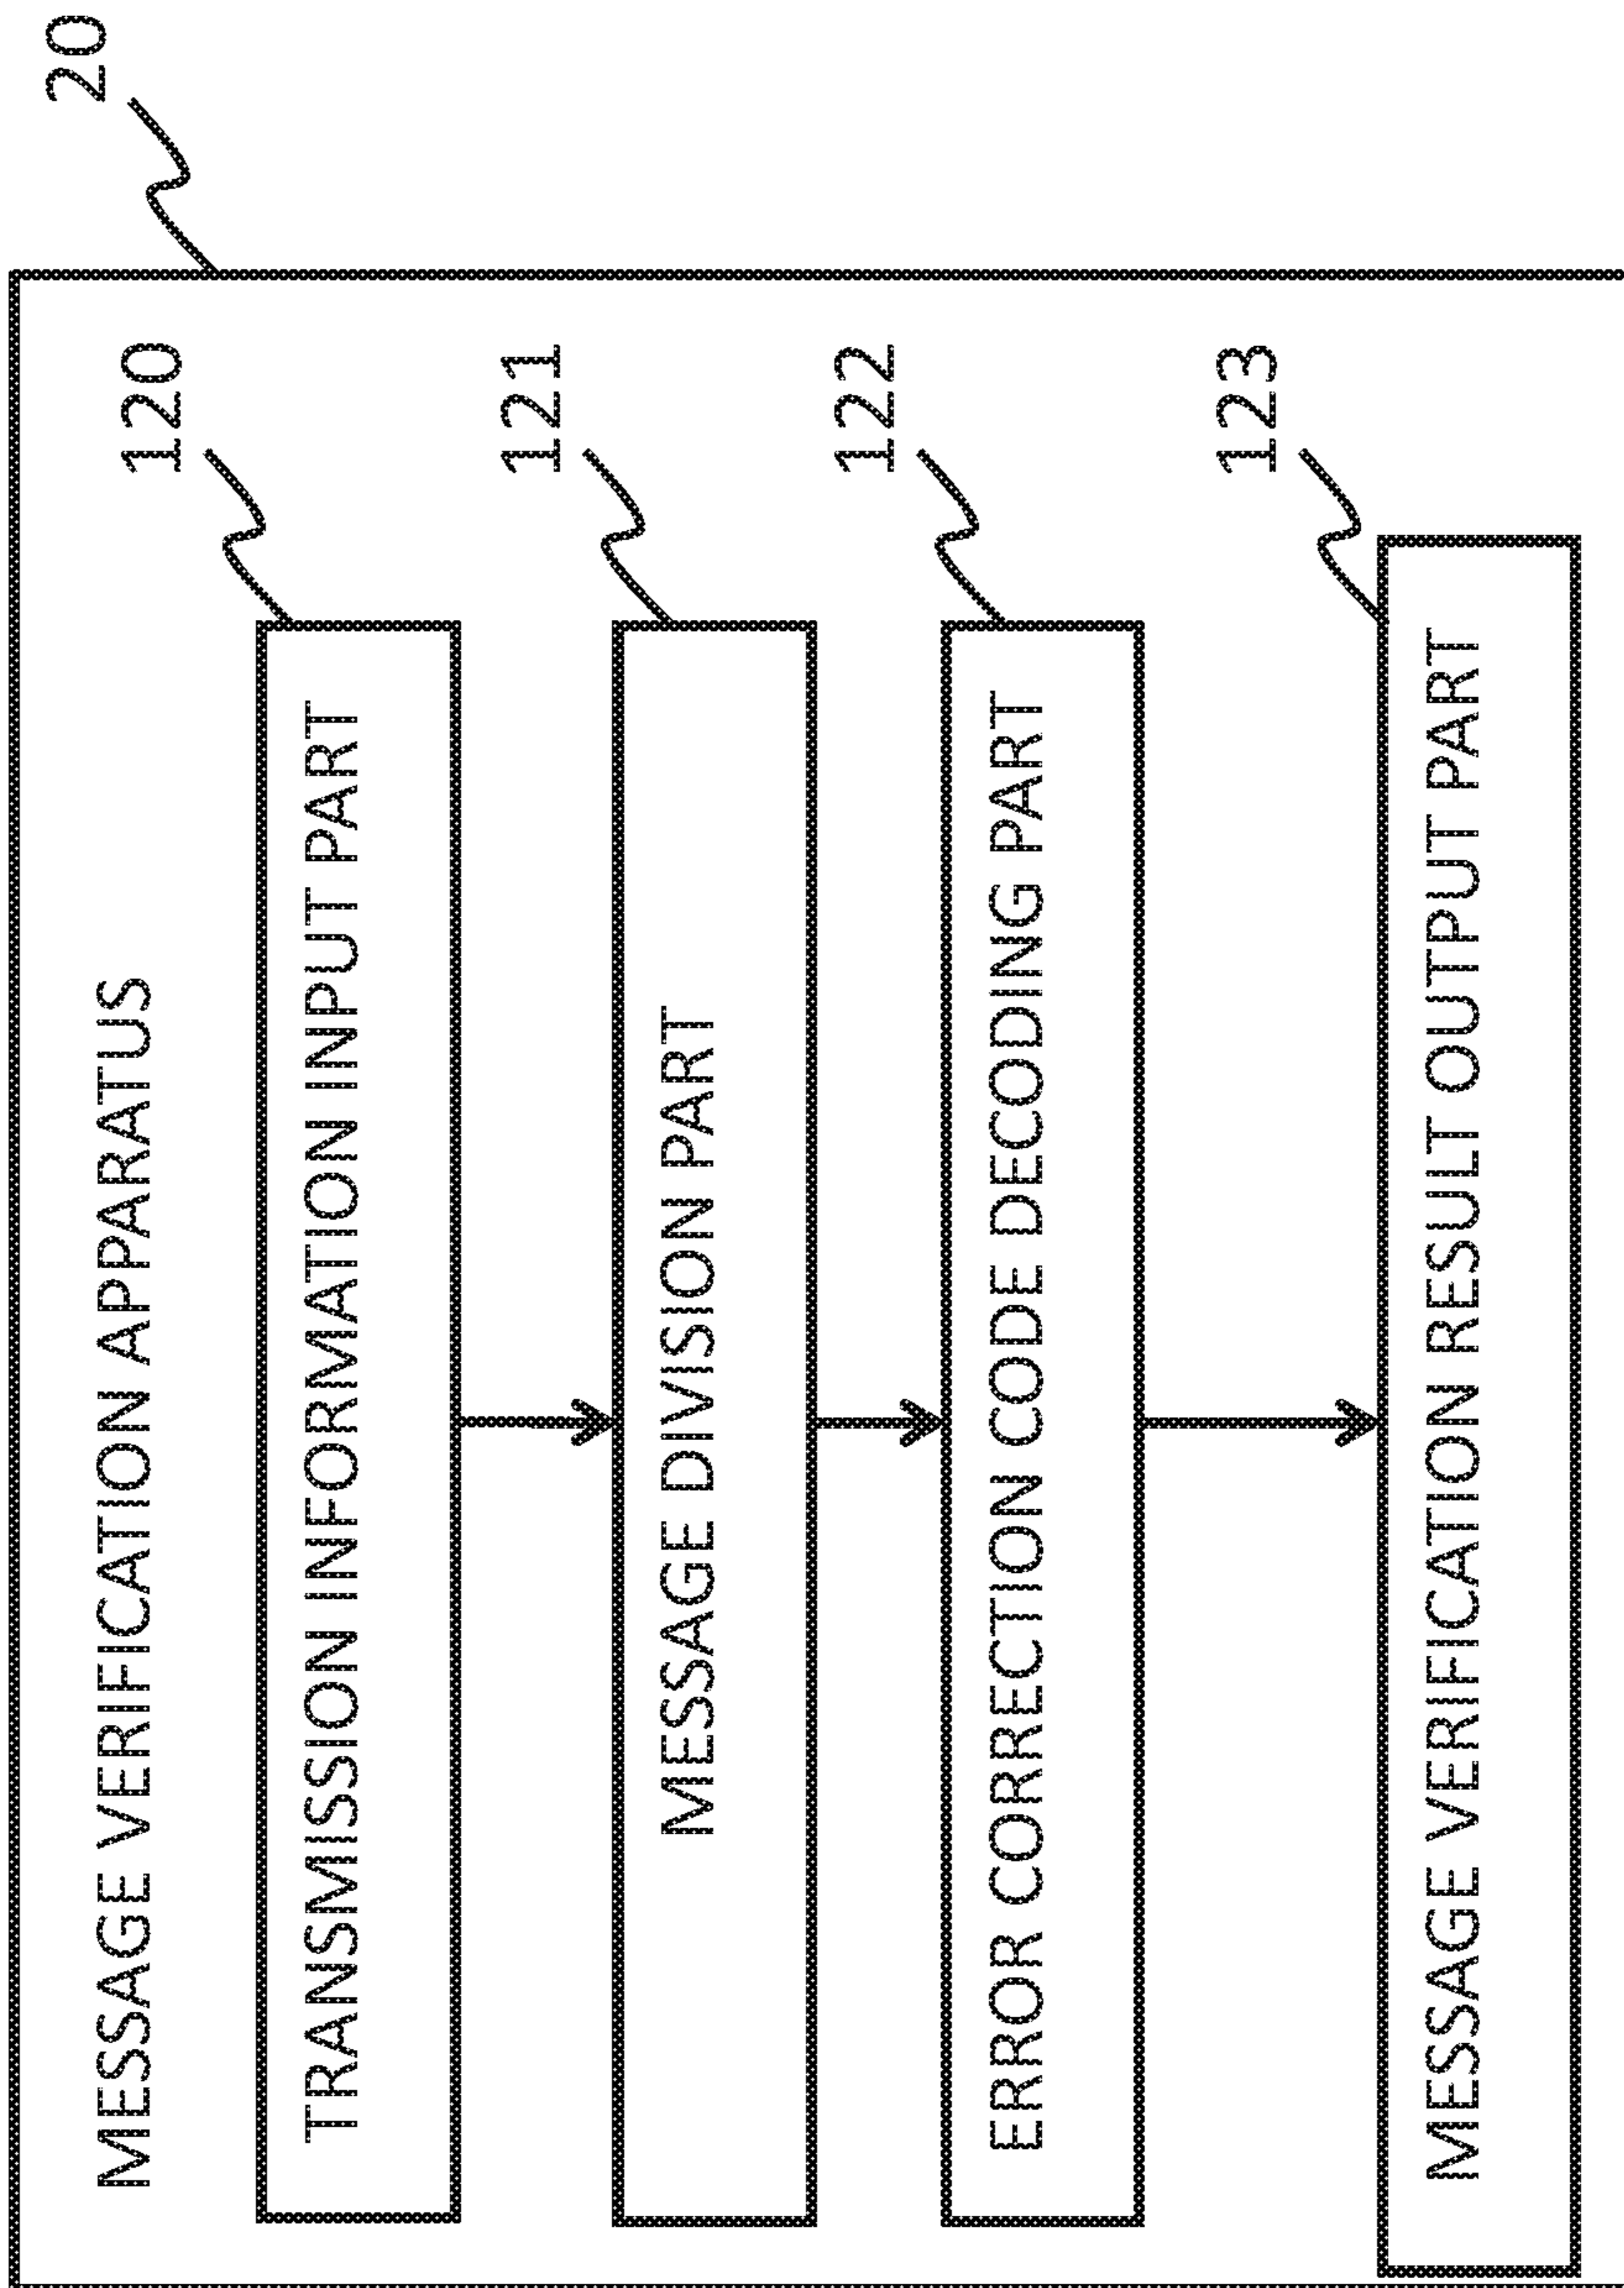 20
MESSAGE VERIFICATION APPARATUS
120
TRANSMISSION INFORMATION INPUT PART
121
MESSAGE DIVISION PART
122
ERROR CORRECTION CODE DECODING PART
123
MESSAGE VERIFICATION RESULT OUTPUT PART